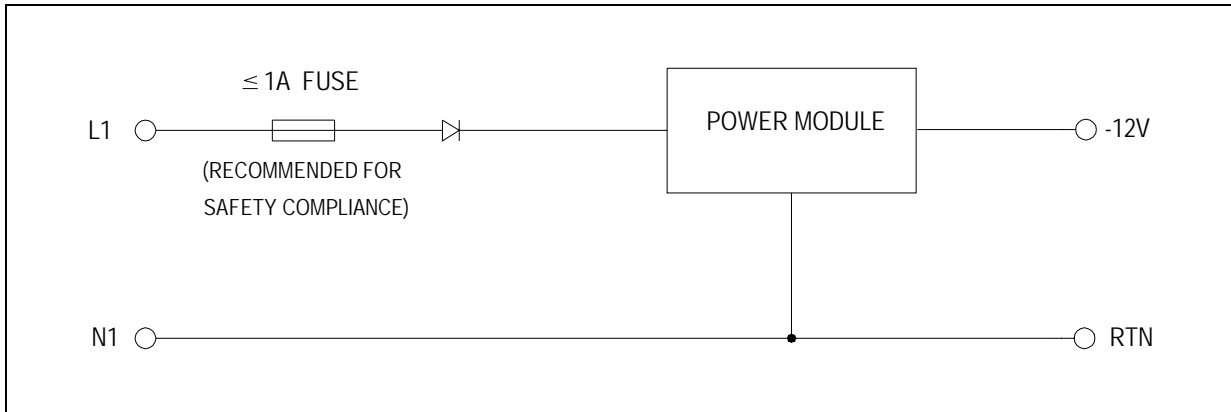 ≤ 1A FUSE
L1
POWER MODULE
-12V
(RECOMMENDED FOR
SAFETY COMPLIANCE)
N1
RTN